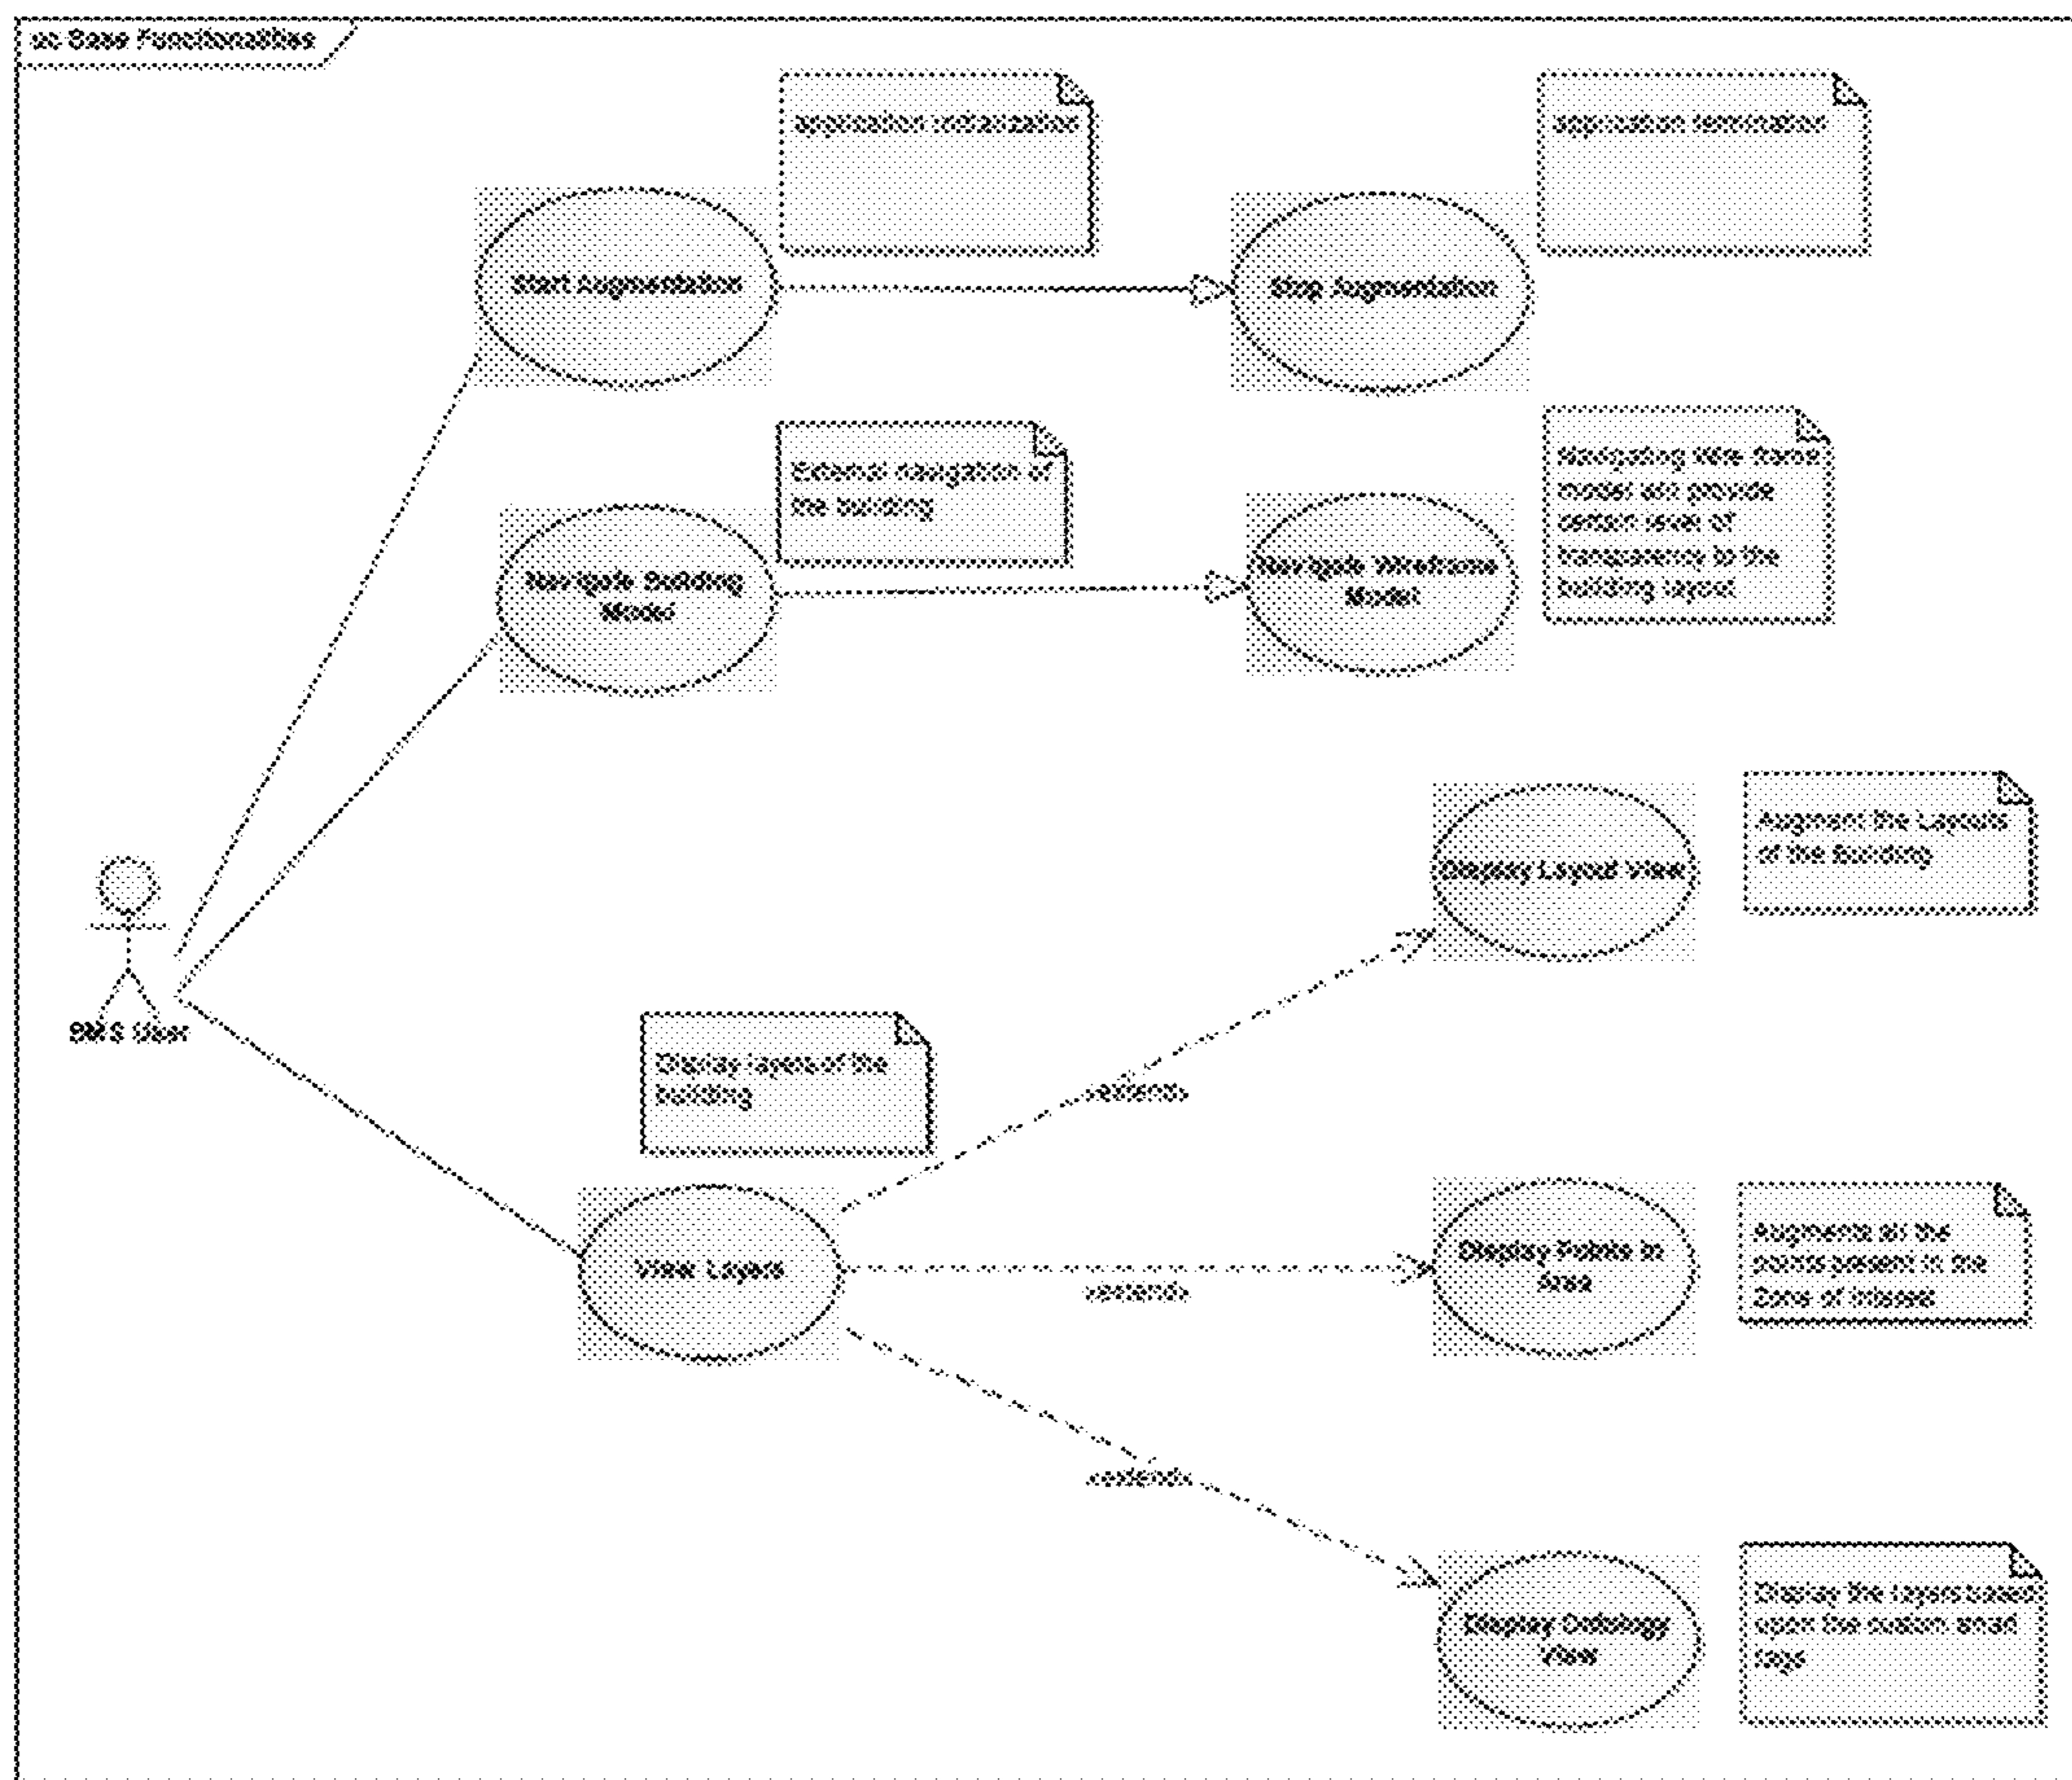 uc Base Functionalities
application initialization
application termination
Start Augmentation
Stop Augmentation
External navigation of
the building
Navigating Wire frame
model will provide
certain level of
transparency to the
building layout
Navigate Building
Model
Navigate Wireframe
Model
Augment the Layouts
of the Building
Display Layout View
BMS User
Display layers of the
building
«extend»
View Layers
«extend»
Display Points in
Area
Augments all the
points present in the
Zone of interest
«extend»
Display Ontology
View
Display the Layers based
upon the custom smart
tags